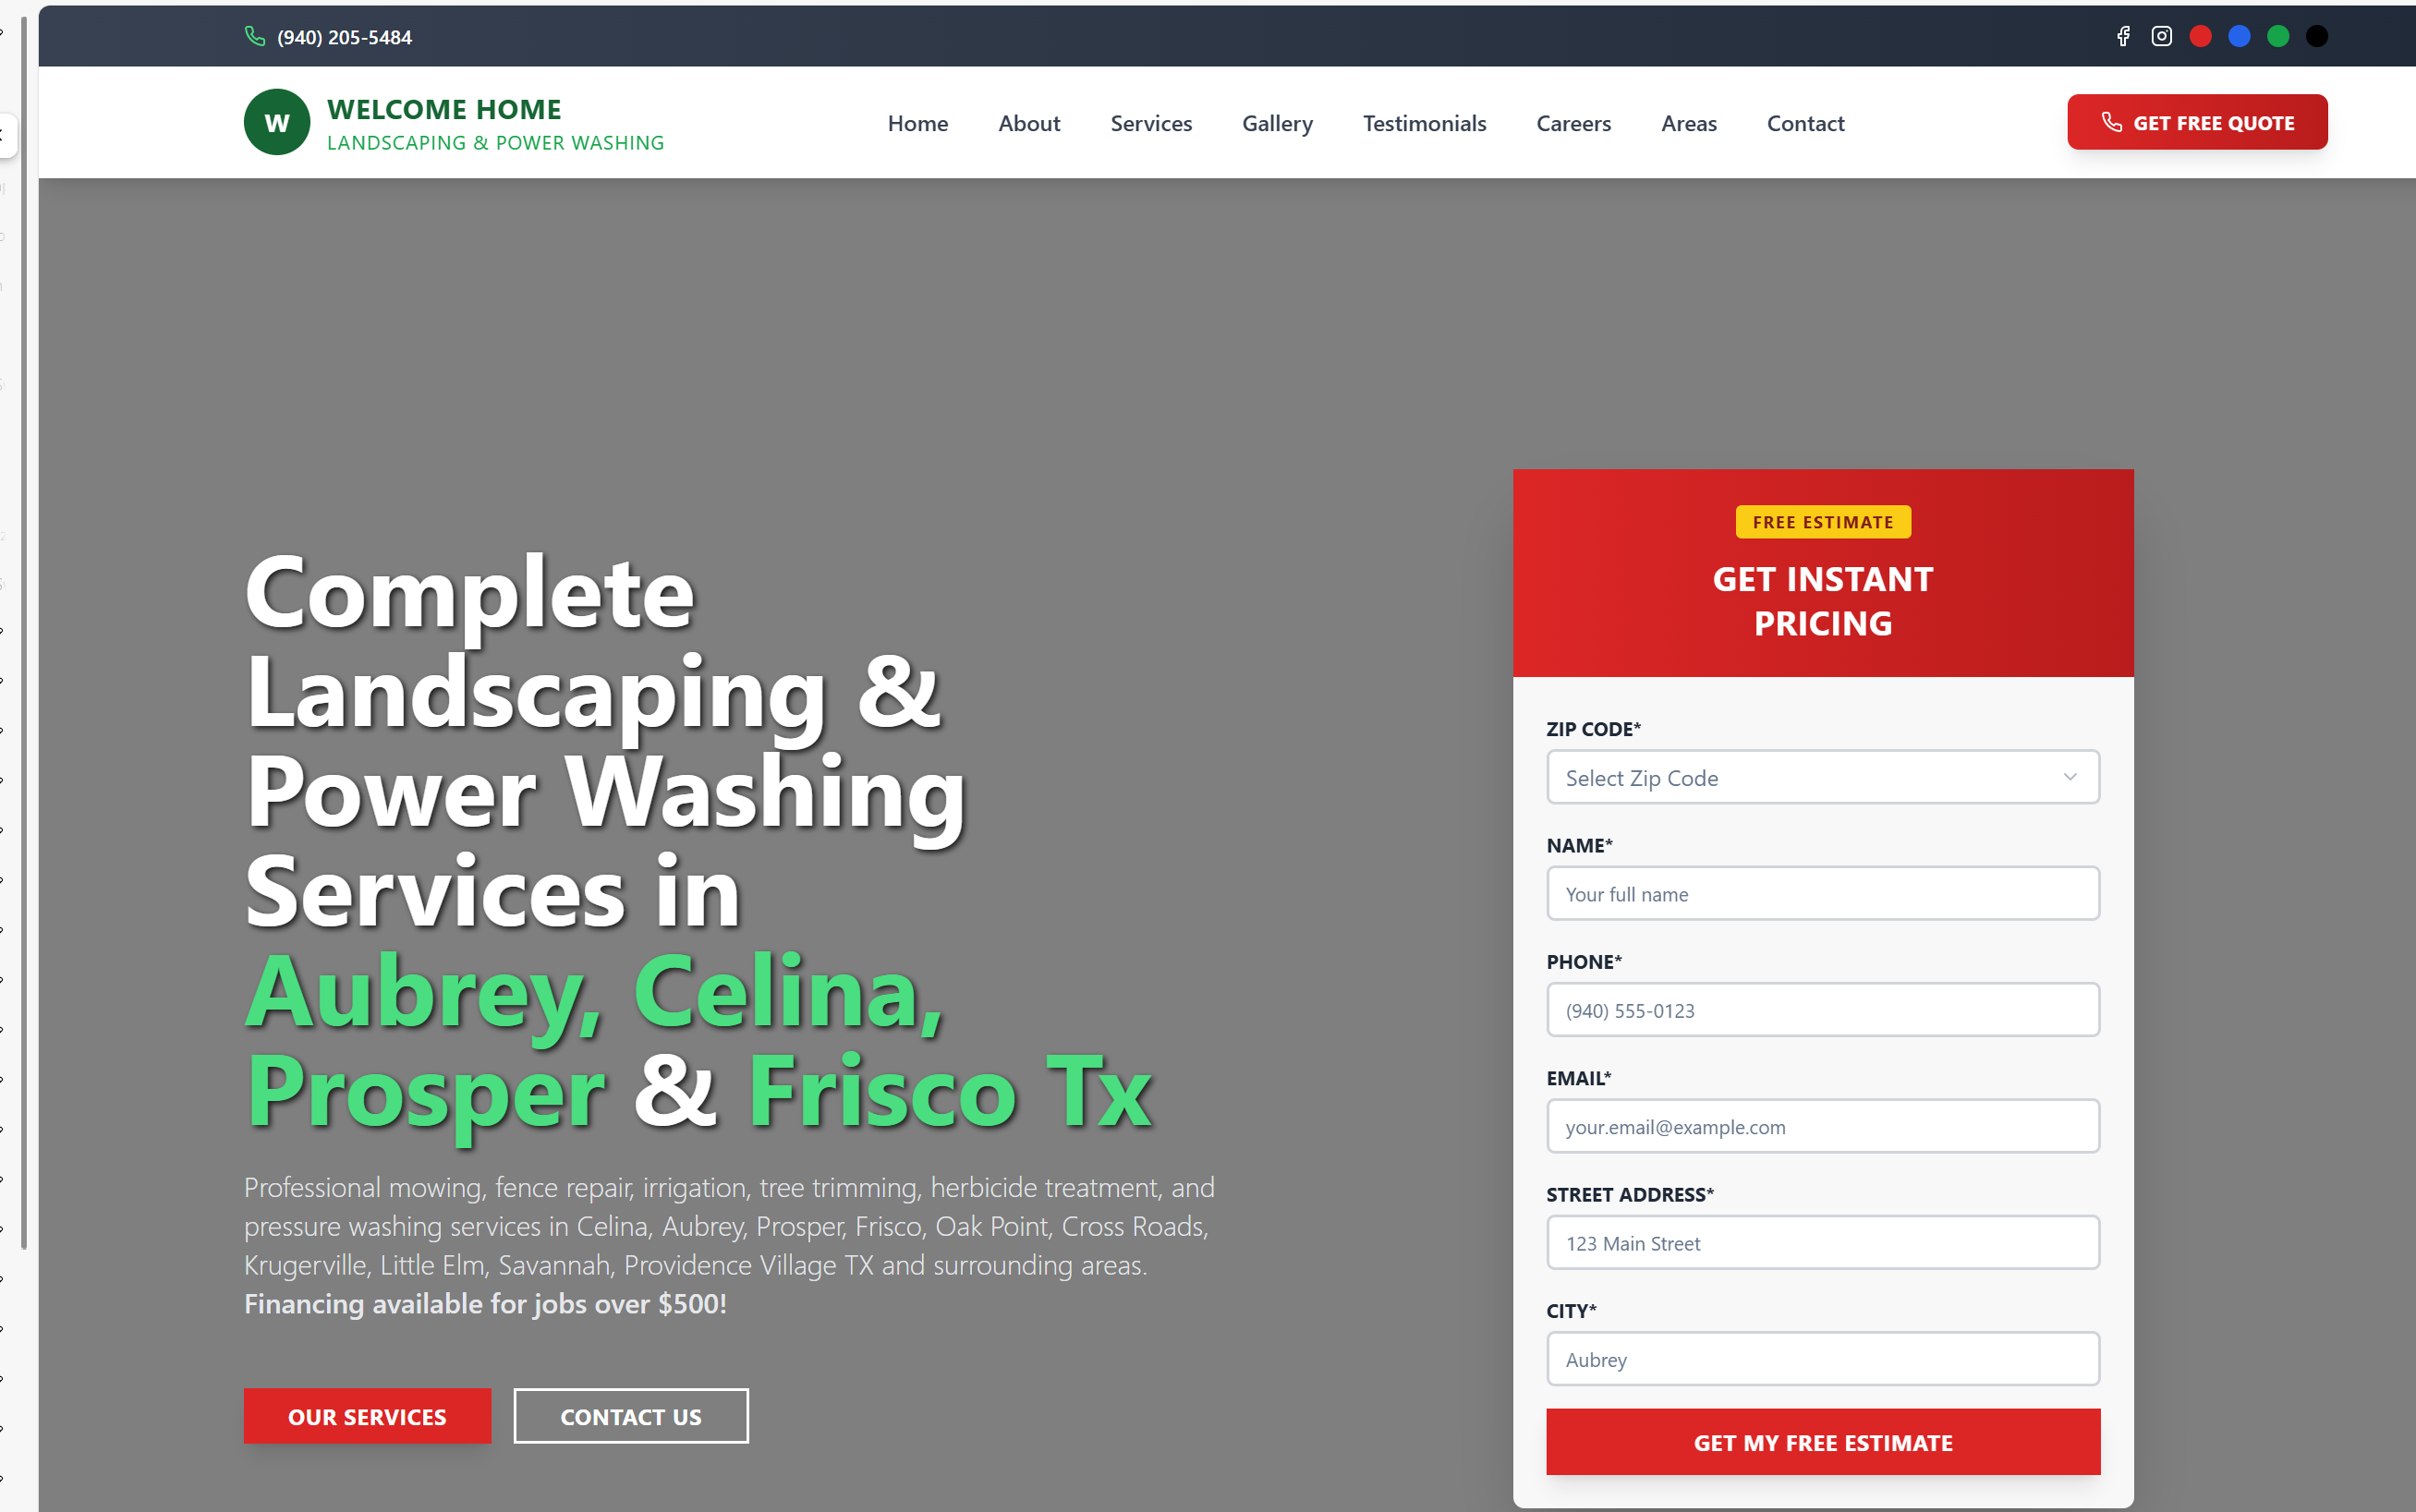 (940) 205-5484
W
WELCOME HOME
LANDSCAPING & POWER WASHING
Home
About
Services
Gallery
Testimonials
Careers
Areas
Contact
GET FREE QUOTE
Complete
Landscaping &
Power Washing
Services in
Aubrey, Celina,
Prosper & Frisco Tx
Professional mowing, fence repair, irrigation, tree trimming, herbicide treatment, and
pressure washing services in Celina, Aubrey, Prosper, Frisco, Oak Point, Cross Roads,
Krugerville, Little Elm, Savannah, Providence Village TX and surrounding areas.
Financing available for jobs over $500!
OUR SERVICES
CONTACT US
FREE ESTIMATE
GET INSTANT
PRICING
ZIP CODE*
Select Zip Code
NAME*
Your full name
PHONE*
(940) 555-0123
EMAIL*
your.email@example.com
STREET ADDRESS*
123 Main Street
CITY*
Aubrey
GET MY FREE ESTIMATE